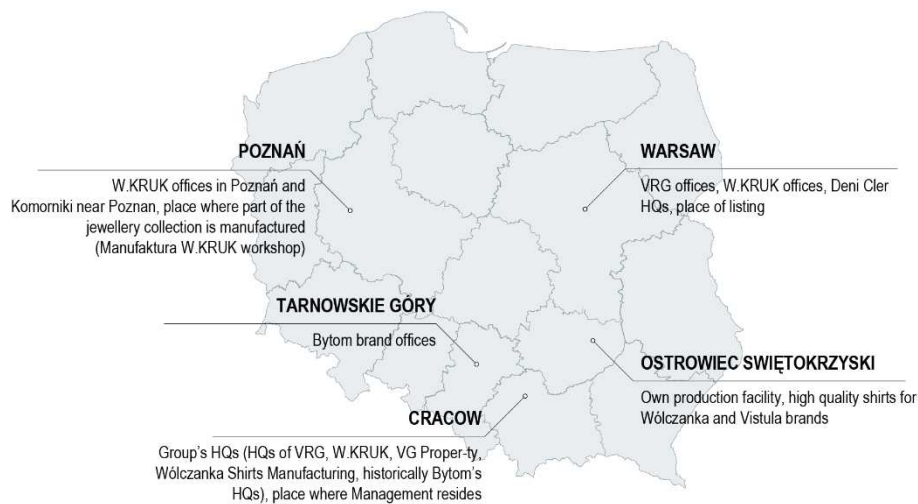 POZNAŃ
W.KRUK offices in Poznań and
Komorniki near Poznan, place where part of the
jewellery collection is manufactured
(Manufaktura W.KRUK workshop)
WARSAW
VRG offices, W.KRUK offices, Deni Cler
HQs, place of listing
TARNOWSKIE GÓRY
Bytom brand offices
OSTROWIEC SWIĘTOKRZYSKI
Own production facility, high quality shirts for
Wólczanka and Vistula brands
CRACOW
Group's HQs (HQs of VRG, W.KRUK, VG Proper-ty,
Wólczanka Shirts Manufacturing, historically Bytom's
HQs), place where Management resides